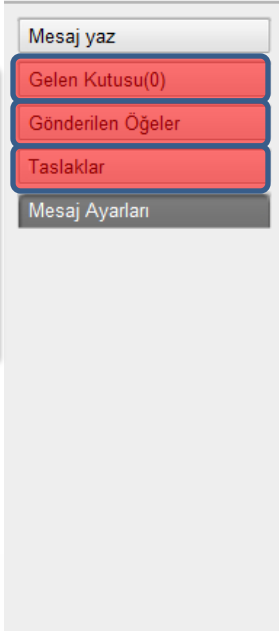 Mesaj yaz
Gelen Kutusu(0)
Gönderilen Öğeler
Taslaklar
Mesaj Ayarları